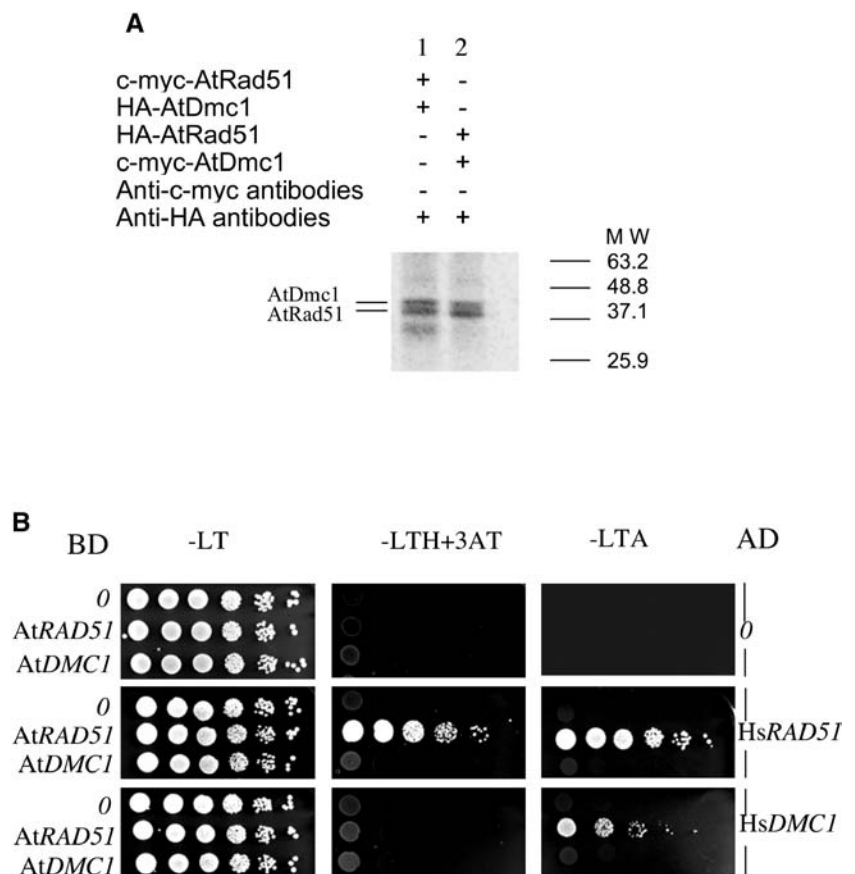 A
1 2
c-myc-AtRad51 + -
HA-AtDmc1 + -
HA-AtRad51 - +
c-myc-AtDmc1 - +
Anti-c-myc antibodies - -
Anti-HA antibodies + +
M W
63.2
48.8
37.1
25.9
AtDmc1
AtRad51
B
BD -LT -LTH+3AT -LTA AD
0
AtRAD51 0
AtDMC1
0
AtRAD51 HsRAD51
AtDMC1
0
AtRAD51 HsDMC1
AtDMC1